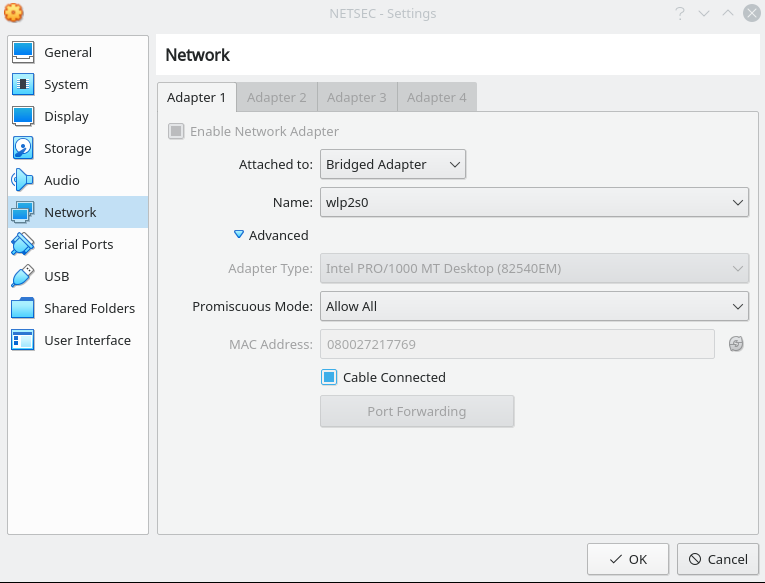 NETSEC - Settings
General
System
Display
Storage
Audio
Network
Serial Ports
USB
Shared Folders
User Interface
Network
Adapter 1 Adapter 2 Adapter 3 Adapter 4
Enable Network Adapter
Attached to: Bridged Adapter
Name: wlp2s0
Advanced
Adapter Type: Intel PRO/1000 MT Desktop (82540EM)
Promiscuous Mode: Allow All
MAC Address: 080027217769
Cable Connected
Port Forwarding
OK Cancel